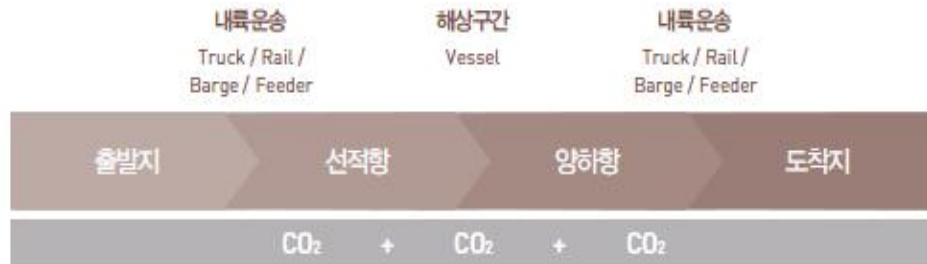 내륙운송 해상구간 내륙운송
Truck / Rail / Vessel Truck / Rail /
Barge / Feeder Barge / Feeder
출발지 선적항 양하항 도착지
CO₂ + CO₂ + CO₂